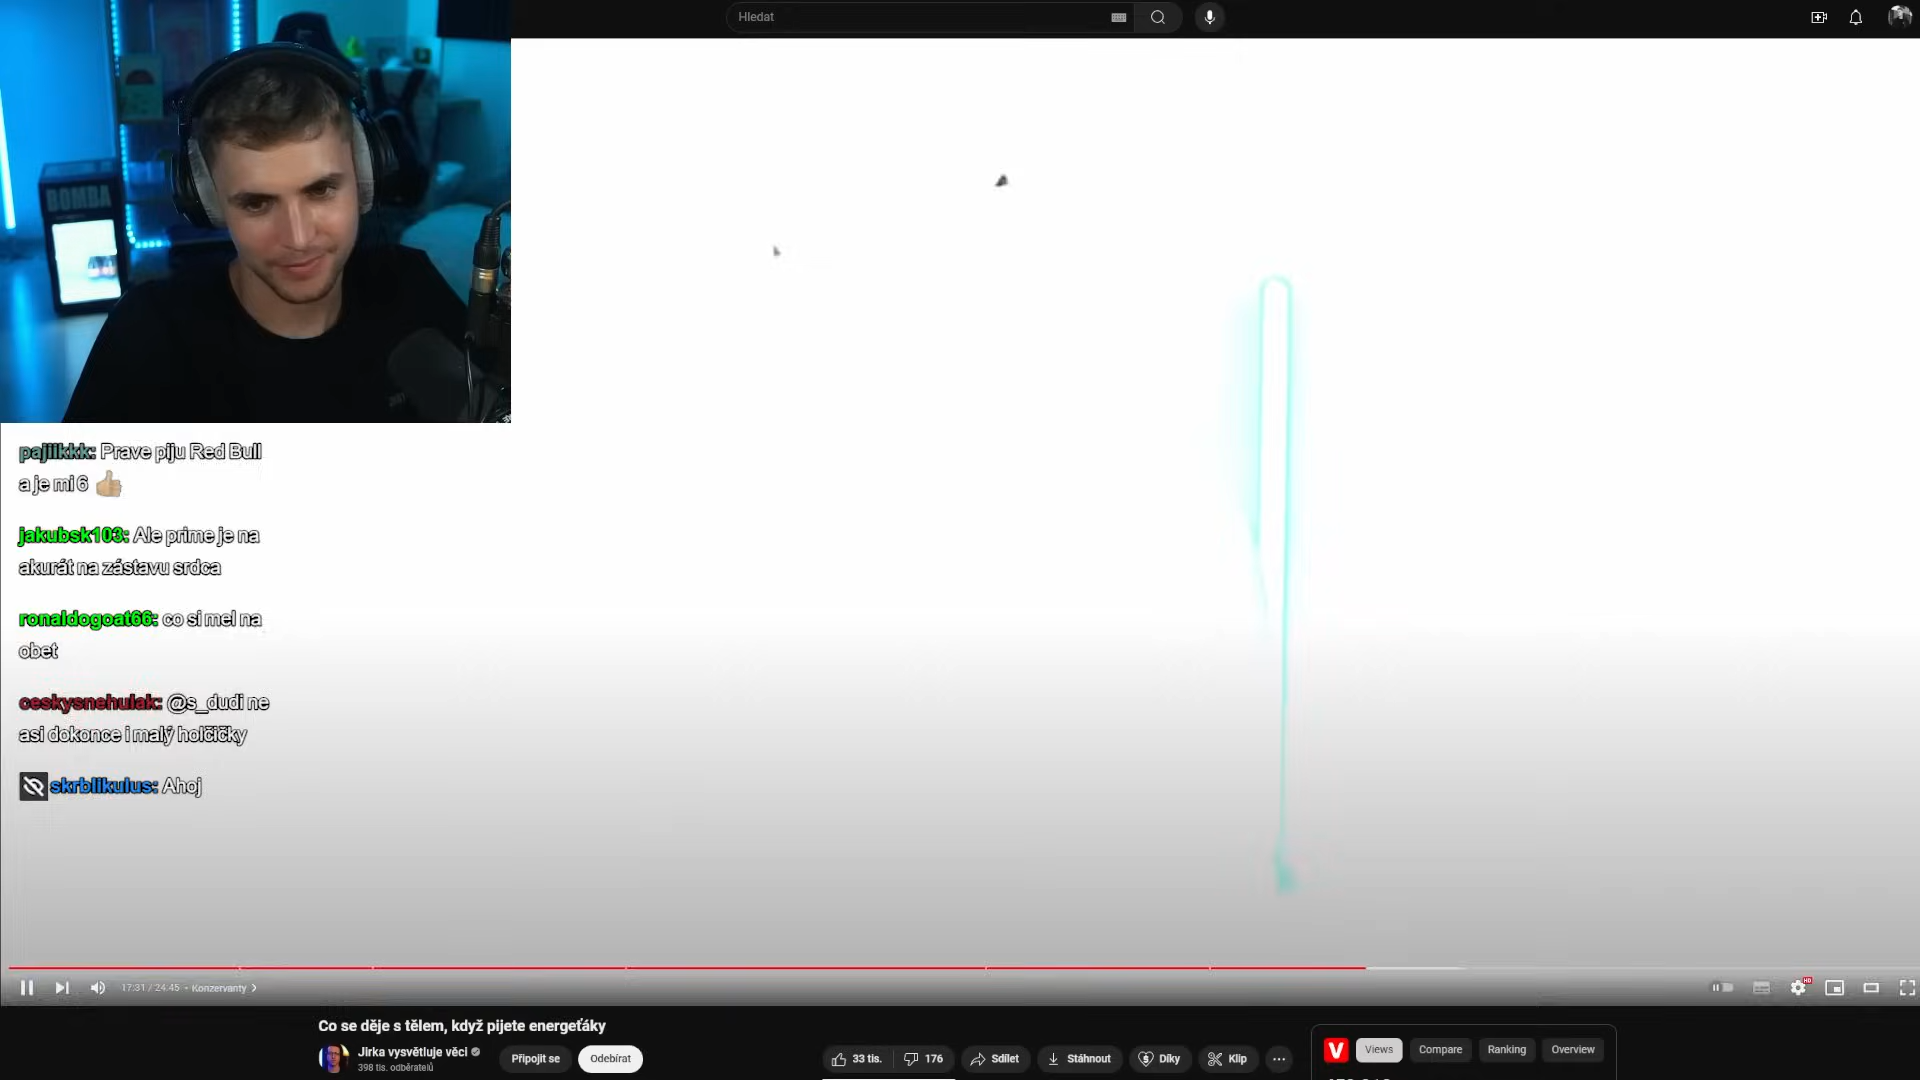 Hledat
BOMBA
pajilkkk: Prave piju Red Bull
a je mi 6
jakubsk103: Ale prime je na
akurát na zástavu srdca
ronaldogoat66: co si mel na
obet
ceskysnehulak: @s_dudi ne
asi dokonce i malý holčičky
skrblikulus: Ahoj
17:31 / 24:45 • Konzervanty >
HD
Co se děje s tělem, když pijete energeťáky
Jirka vysvětluje věci
398 tis. odběratelů
Připojit se
Odebírat
33 tis.
176
Sdílet
Stáhnout
Díky
Klip
V
Views
Compare
Ranking
Overview